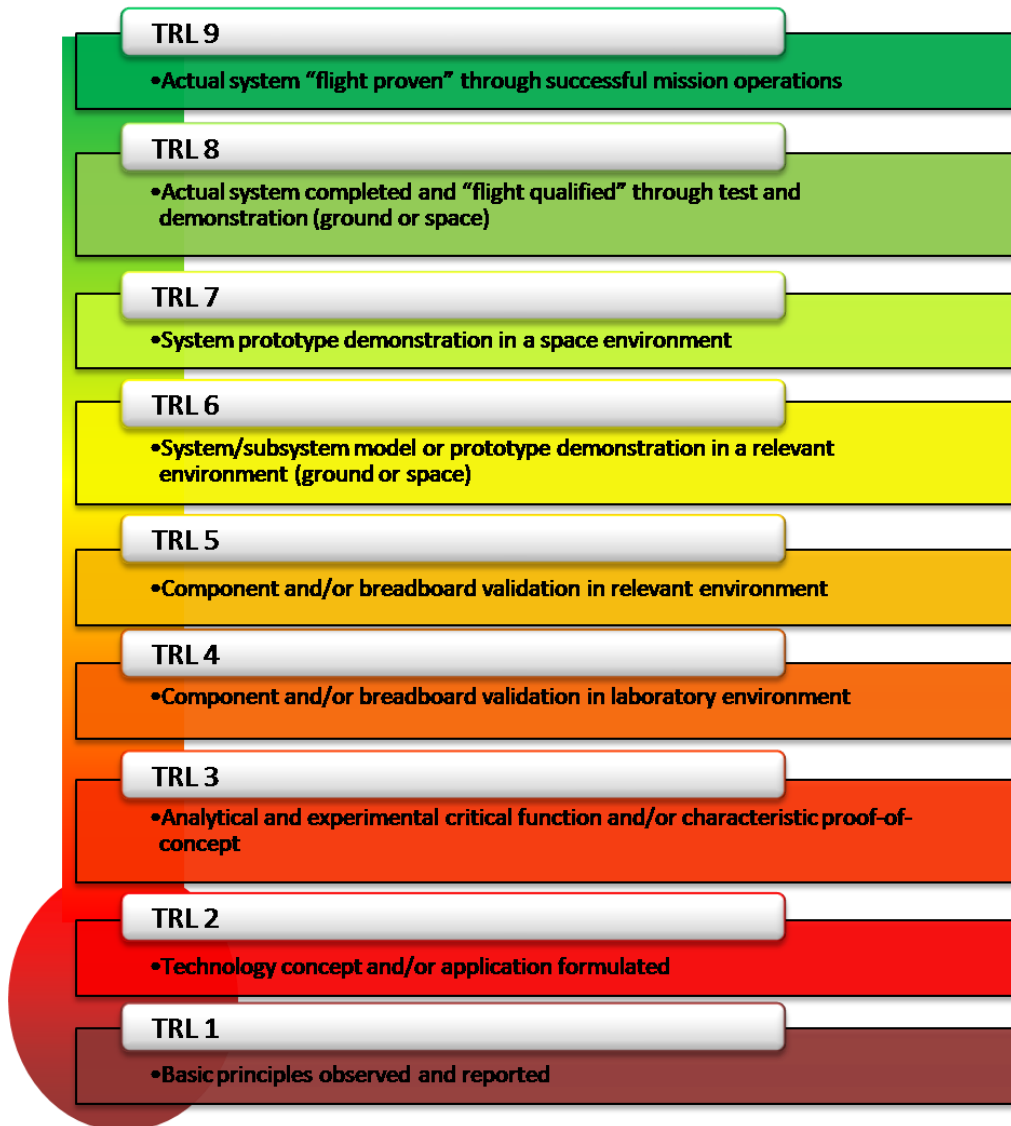 TRL 9
•Actual system “flight proven” through successful mission operations
TRL 8
•Actual system completed and “flight qualified” through test and
demonstration (ground or space)
TRL 7
•System prototype demonstration in a space environment
TRL 6
•System/subsystem model or prototype demonstration in a relevant
environment (ground or space)
TRL 5
•Component and/or breadboard validation in relevant environment
TRL 4
•Component and/or breadboard validation in laboratory environment
TRL 3
•Analytical and experimental critical function and/or characteristic proof-of-
concept
TRL 2
•Technology concept and/or application formulated
TRL 1
•Basic principles observed and reported